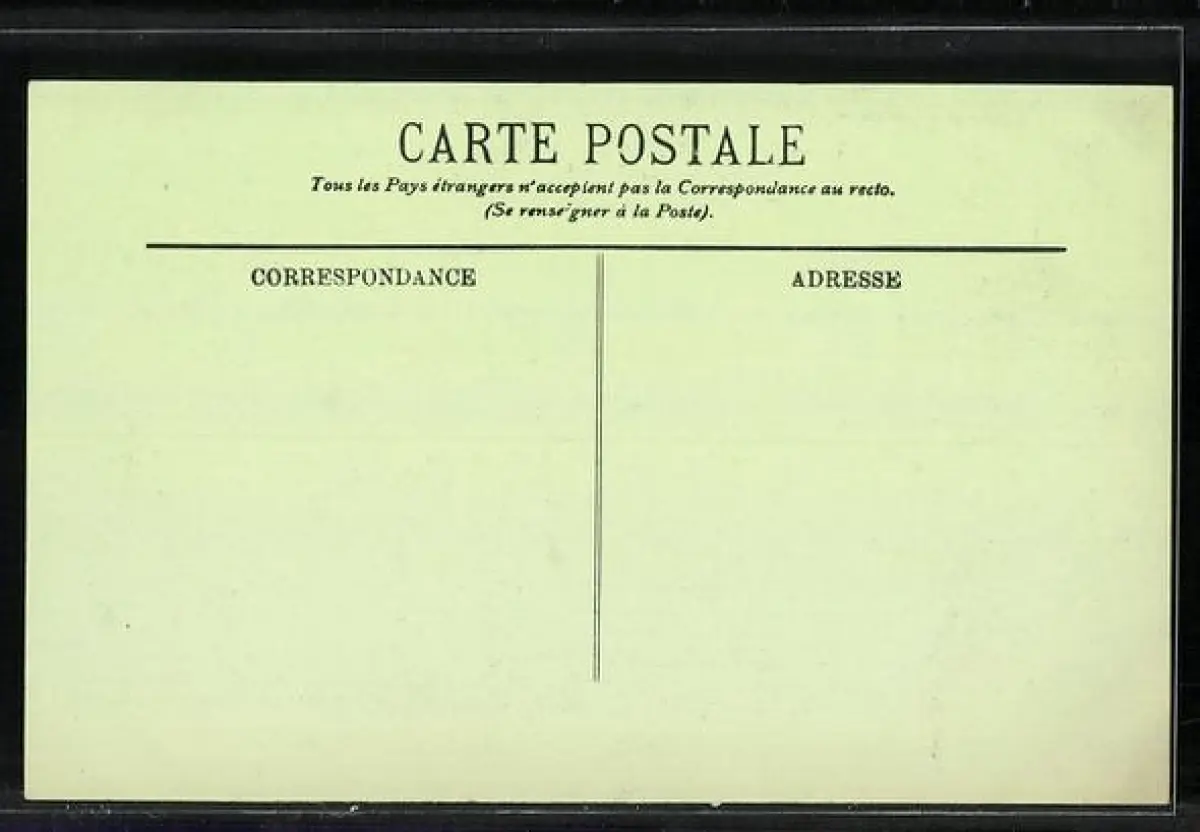 CARTE POSTALE
Tous les Pays étrangers n'acceptent pas la Correspondance au recto.
(Se renseigner à la Poste).
CORRESPONDANCE
ADRESSE